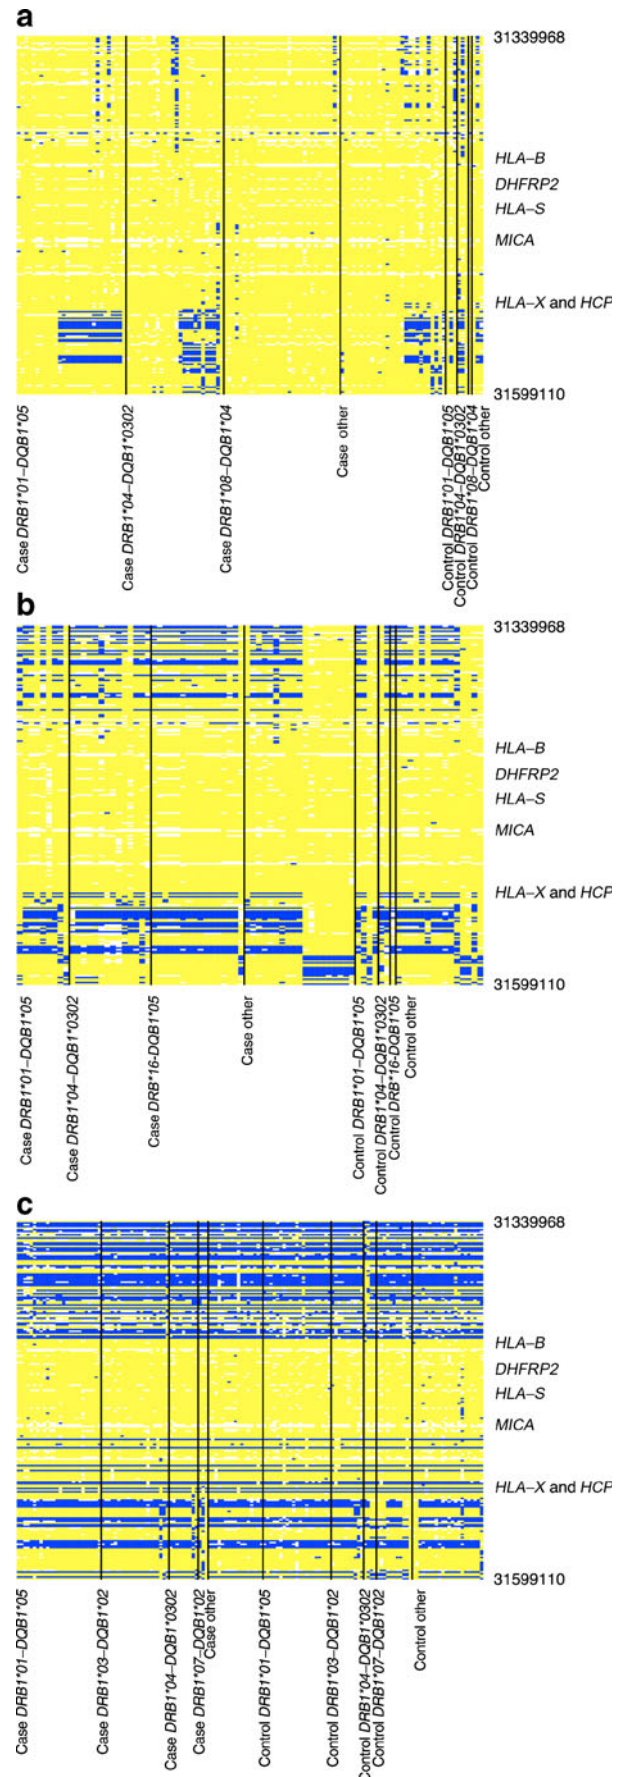 a
31339968
HLA–B
DHFRP2
HLA–S
MICA
HLA–X and HCP
31599110
Case DRB1*01–DQB1*05
Case DRB1*04–DQB1*0302
Case DRB1*08–DQB1*04
Case other
Control DRB1*01–DQB1*05
Control DRB1*04–DQB1*0302
Control DRB1*08–DQB1*04
Control other
b
31339968
HLA–B
DHFRP2
HLA–S
MICA
HLA–X and HCP
31599110
Case DRB1*01–DQB1*05
Case DRB1*04–DQB1*0302
Case DRB*16-DQB1*05
Case other
Control DRB1*01–DQB1*05
Control DRB1*04–DQB1*0302
Control DRB*16-DQB1*05
Control other
c
31339968
HLA–B
DHFRP2
HLA–S
MICA
HLA–X and HCP
31599110
Case DRB1*01–DQB1*05
Case DRB1*03–DQB1*02
Case DRB1*04–DQB1*0302
Case DRB1*07–DQB1*02
Case other
Control DRB1*01–DQB1*05
Control DRB1*03–DQB1*02
Control DRB1*04–DQB1*0302
Control DRB1*07–DQB1*02
Control other